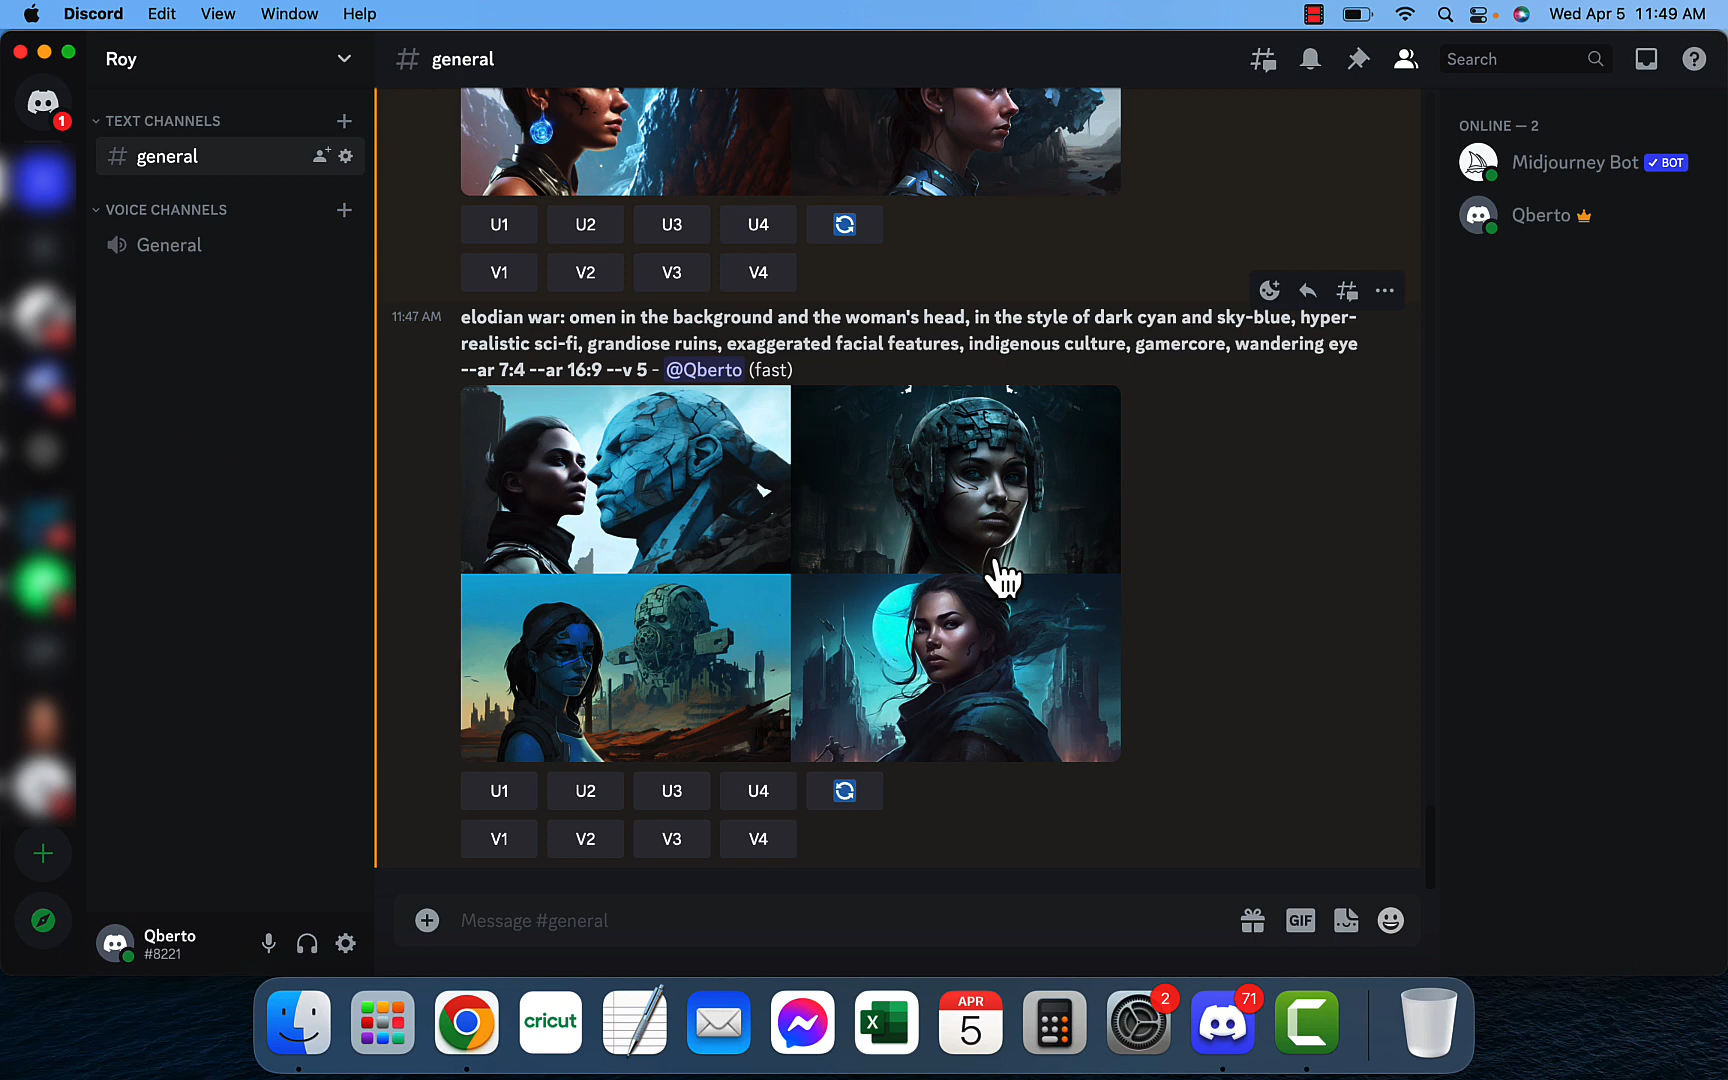 Discord Edit View Window Help Wed Apr 5 11:49 AM
Roy
general
Search
1
TEXT CHANNELS
general
VOICE CHANNELS
General
U1 U2 U3 U4
V1 V2 V3 V4
11:47 AM elodian war: omen in the background and the woman's head, in the style of dark cyan and sky-blue, hyper-
realistic sci-fi, grandiose ruins, exaggerated facial features, indigenous culture, gamercore, wandering eye
--ar 7:4 --ar 16:9 --v 5 - @Qberto (fast)
U1 U2 U3 U4
V1 V2 V3 V4
Message #general
GIF
Qberto
#8221
ONLINE — 2
Midjourney Bot ✓ BOT
Qberto
cricut
X
APR
5
2
71